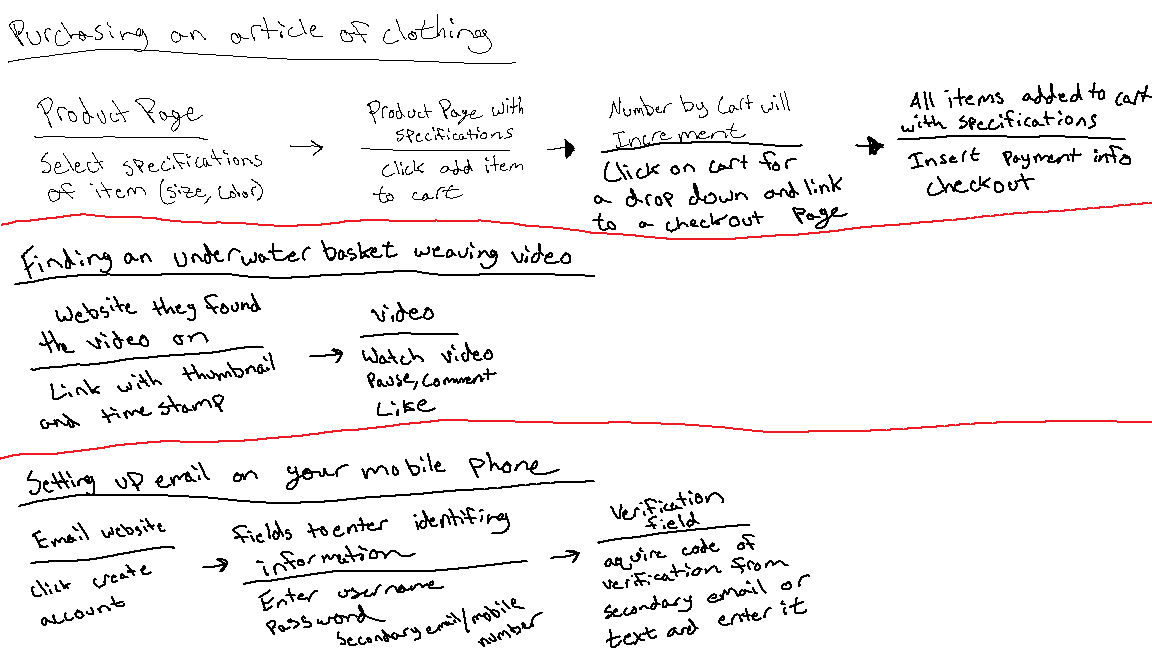 Purchasing an article of clothing
Product Page
Select specifications
of item (size, color)
Product Page with
specifications
Click add item
to cart
Number by Cart will
Increment
Click on cart for
a drop down and link
to a checkout page
All items added to cart
with specifications
Insert payment info
checkout
Finding an underwater basket weaving video
Website they found
the video on
Link with thumbnail
and time stamp
Video
Watch video
Pause, Comment
Like
Setting up email on your mobile phone
Email website
Click create
account
fields to enter identifing
information
Enter username
Password
Secondary email/mobile
number
Verification
field
aquire code of
verification from
secondary email or
text and enter it